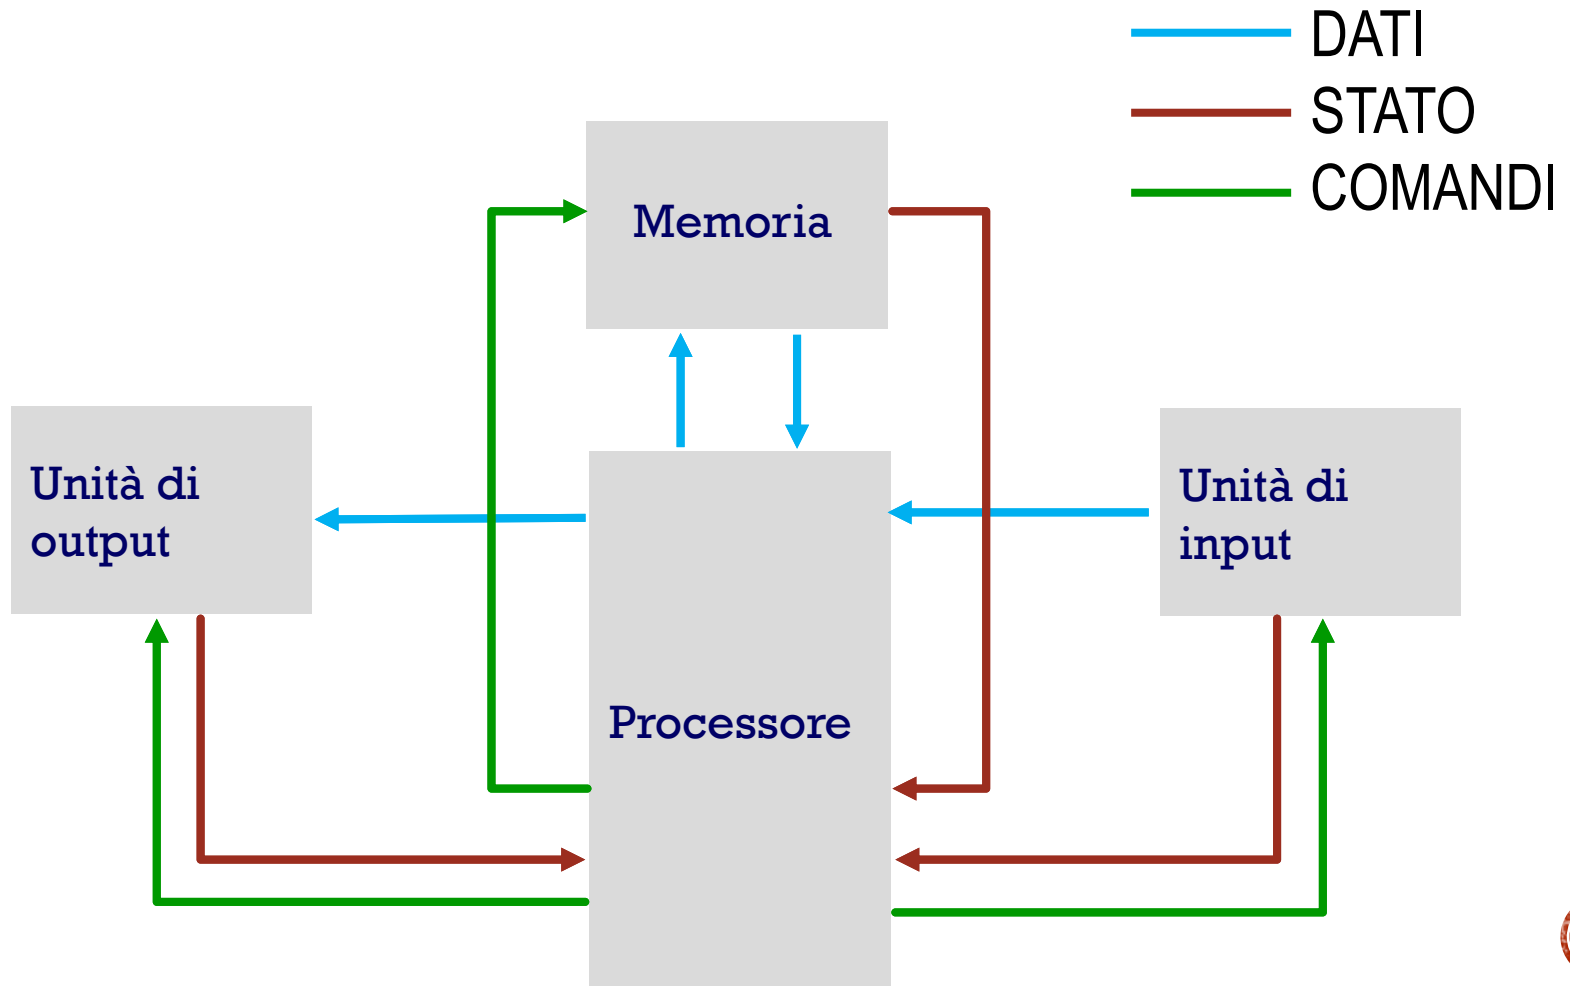 DATI
STATO
COMANDI
Memoria
Unità di
output
Unità di
input
Processore